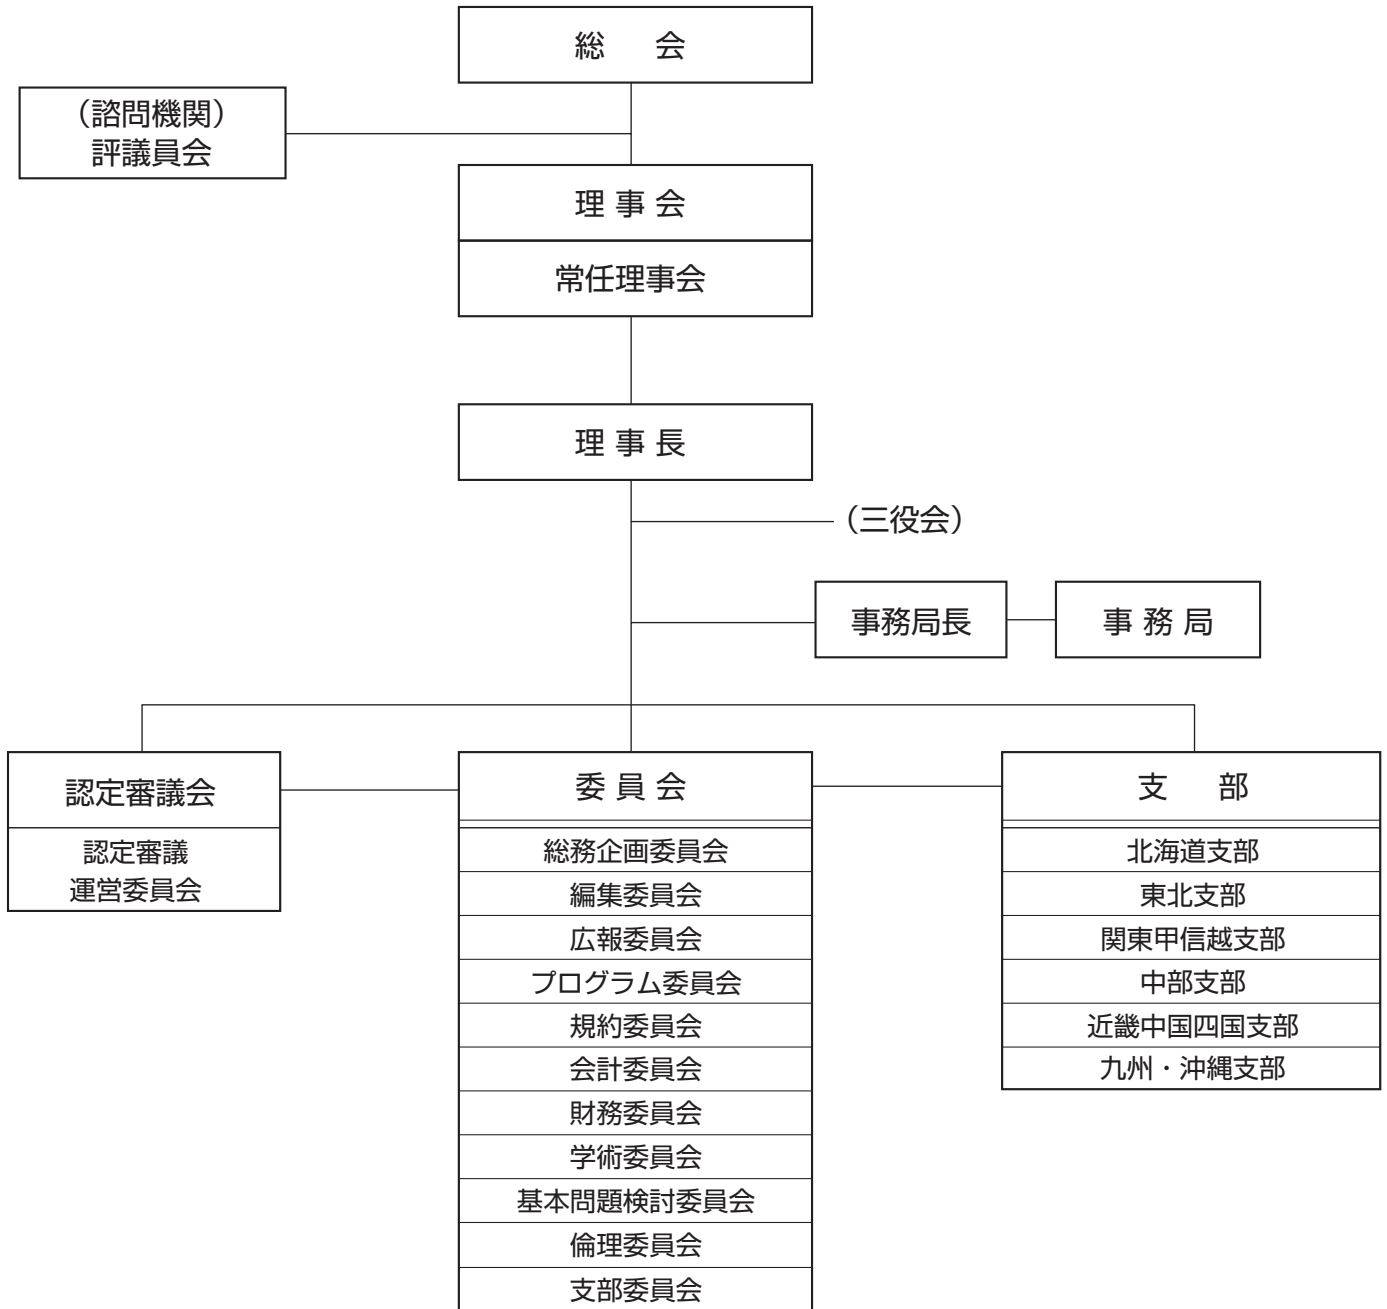 総　会
（諮問機関）
評議員会
理 事 会
常任理事会
理 事 長
（三役会）
事務局長
事 務 局
認定審議会
認定審議
運営委員会
委 員 会
総務企画委員会
編集委員会
広報委員会
プログラム委員会
規約委員会
会計委員会
財務委員会
学術委員会
基本問題検討委員会
倫理委員会
支部委員会
支　部
北海道支部
東北支部
関東甲信越支部
中部支部
近畿中国四国支部
九州・沖縄支部